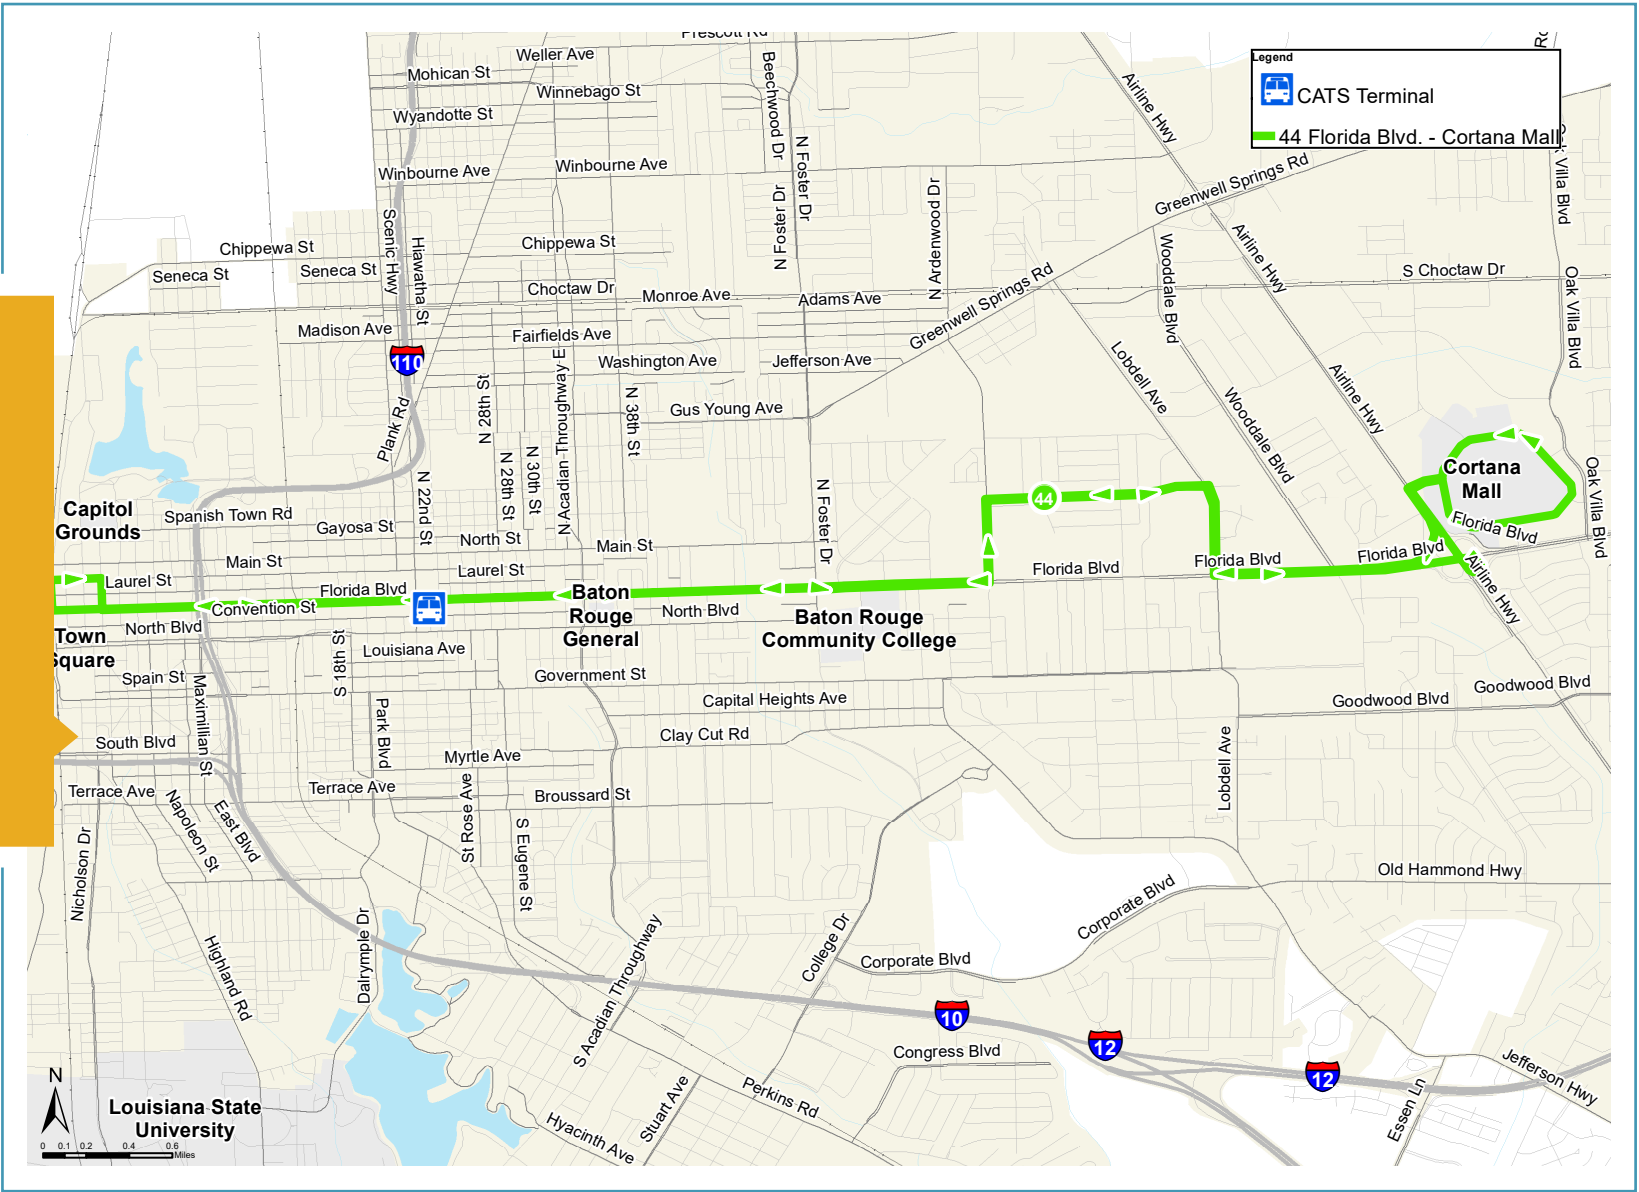 Prescott Rd
Weller Ave
Mohican St
Winnebago St
Wyandotte St
Beechwood Dr
N Foster Dr
Airline Hwy
Legend
CATS Terminal
44 Florida Blvd. - Cortana Mall
Winbourne Ave
Winbourne Ave
N Foster Dr
N Ardenwood Dr
Greenwell Springs Rd
Oak Villa Blvd
Scenic Hwy
Hiawatha St
Chippewa St
Chippewa St
Seneca St
Seneca St
Wooddale Blvd
Airline Hwy
S Choctaw Dr
Choctaw Dr
Monroe Ave
Adams Ave
Greenwell Springs Rd
Oak Villa Blvd
Madison Ave
Fairfields Ave
110
Washington Ave
Jefferson Ave
Lobdell Ave
Airline Hwy
Plank Rd
N 28th St
N Acadian Throughway E
N 38th St
Gus Young Ave
Wooddale Blvd
Cortana
Mall
Oak Villa Blvd
N 22nd St
N 28th St
N 30th St
N Foster Dr
44
Capitol
Grounds
Spanish Town Rd
Gayosa St
North St
Main St
Florida Blvd
Main St
Laurel St
Laurel St
Florida Blvd
Florida Blvd
Florida Blvd
Florida Blvd
Airline Hwy
Convention St
Baton
Rouge
General
North Blvd
Baton Rouge
Community College
Town
Square
North Blvd
S 18th St
Louisiana Ave
Spain St
Government St
Maximillian St
Park Blvd
Capital Heights Ave
Goodwood Blvd
Goodwood Blvd
South Blvd
Clay Cut Rd
Myrtle Ave
Lobdell Ave
Terrace Ave
Terrace Ave
St Rose Ave
Broussard St
Napoleon St
East Blvd
Nicholson Dr
S Eugene St
Old Hammond Hwy
Corporate Blvd
Highland Rd
Dalrymple Dr
S Acadian Throughway
College Dr
Corporate Blvd
10
12
Congress Blvd
12
Jefferson Hwy
Essen Ln
Perkins Rd
Stuart Ave
Hyacinth Ave
N
Louisiana State
University
0 0.1 0.2 0.4 0.6
Miles